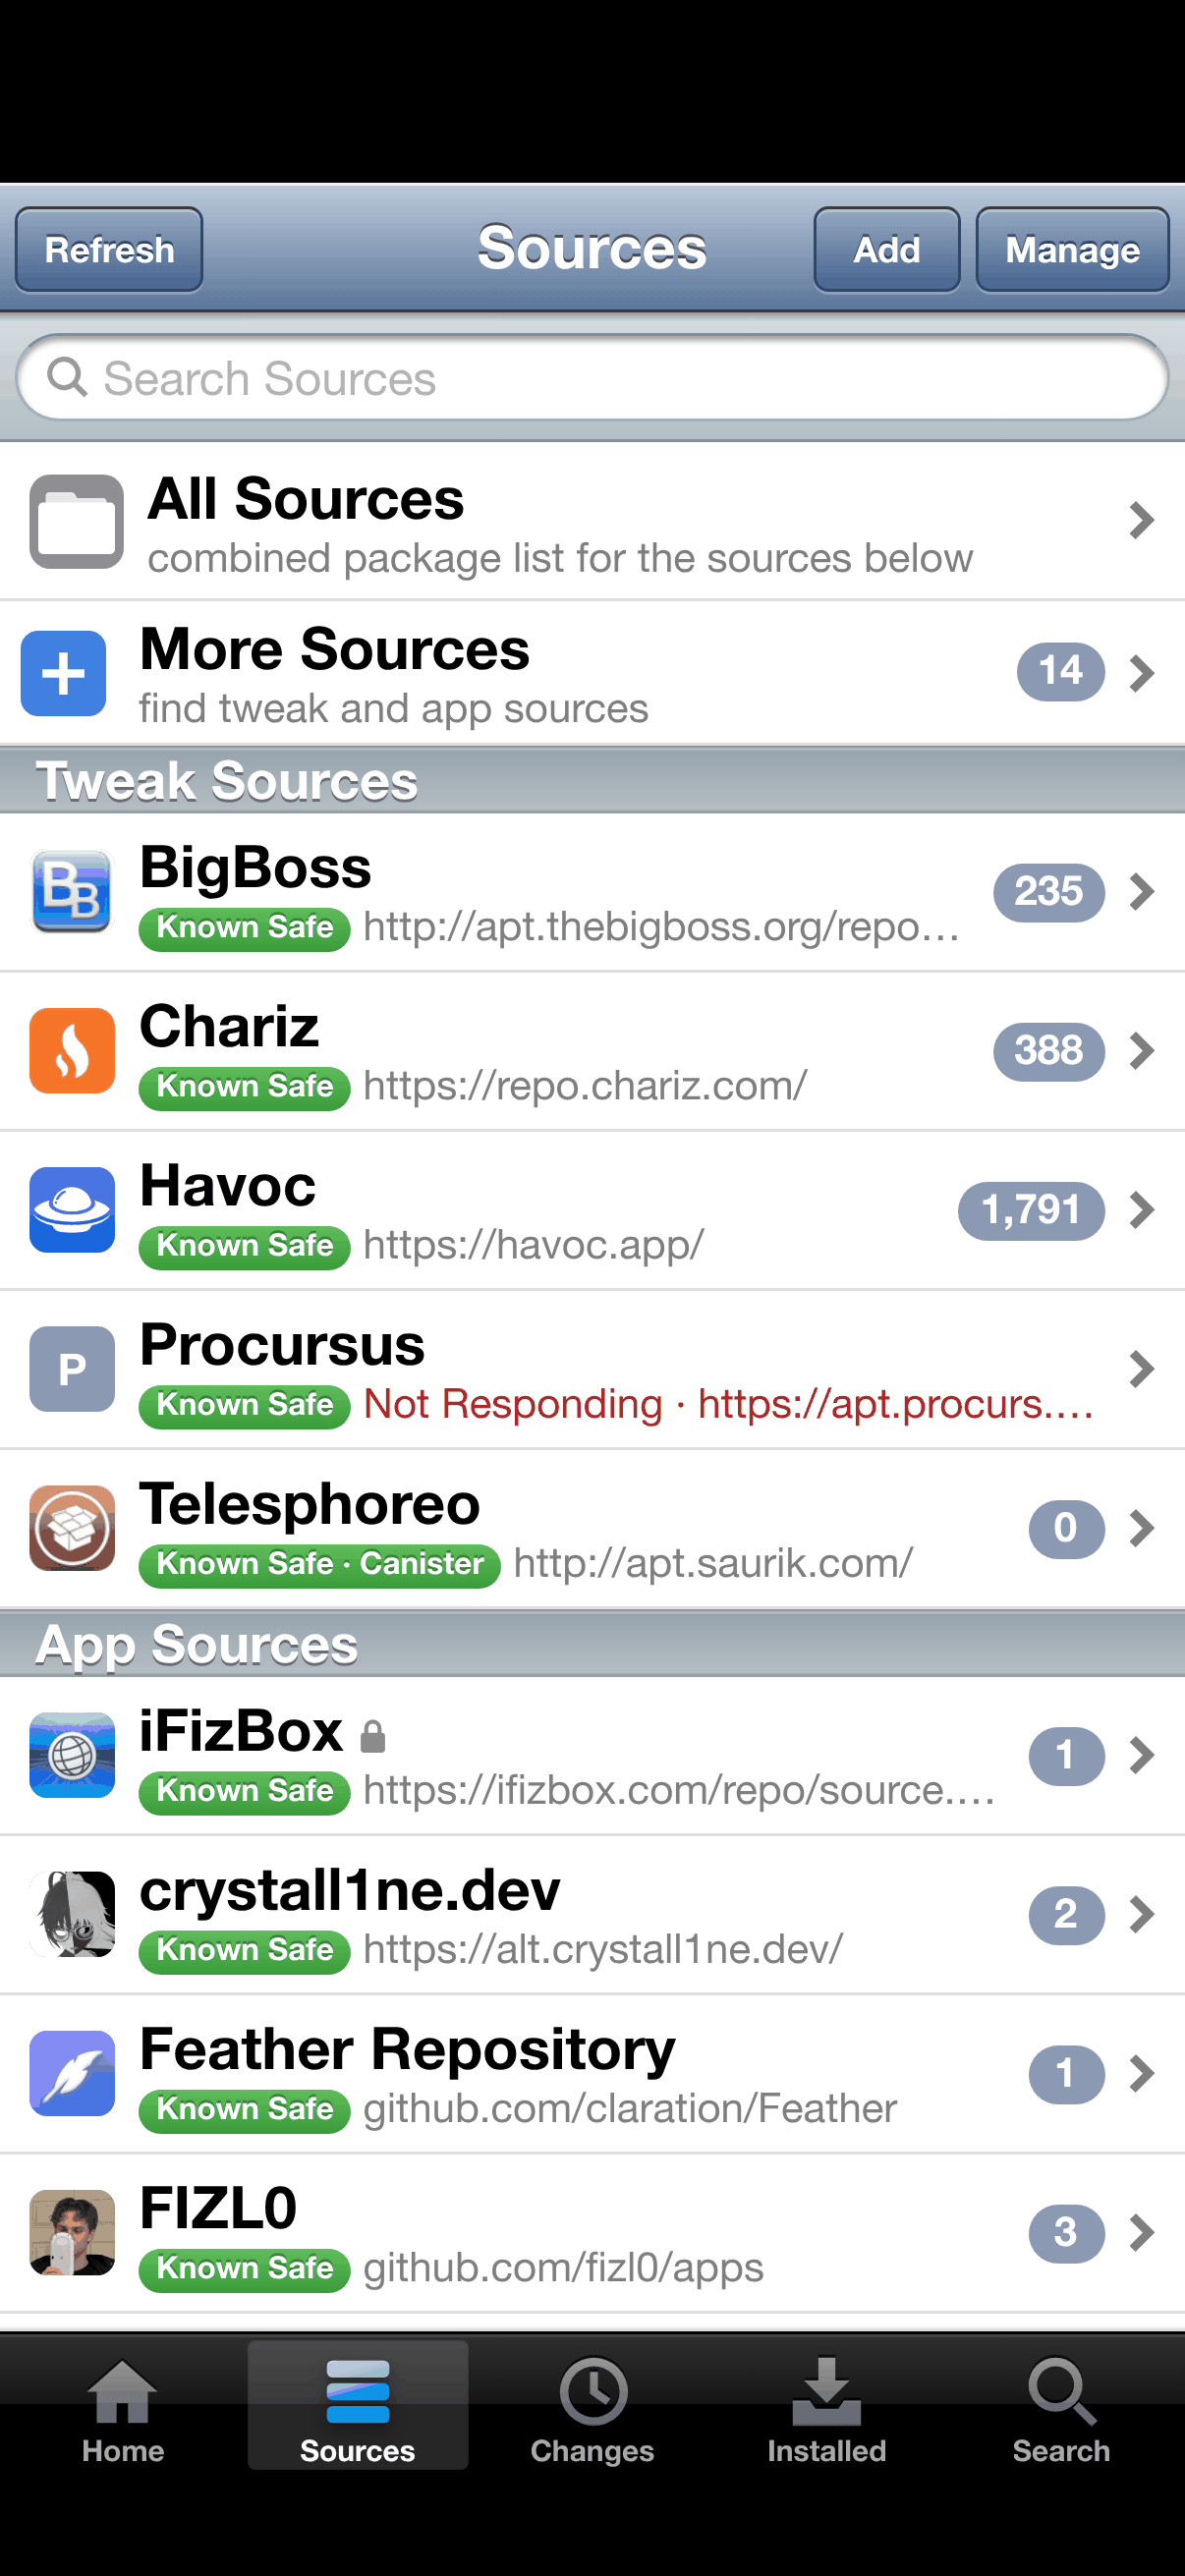 Refresh
Sources
Add
Manage
Search Sources
All Sources
combined package list for the sources below
More Sources
find tweak and app sources
14
Tweak Sources
BB
BigBoss
Known Safe http://apt.thebigboss.org/repo…
235
Chariz
Known Safe https://repo.chariz.com/
388
Havoc
Known Safe https://havoc.app/
1,791
P
Procursus
Known Safe Not Responding · https://apt.procurs.…
Telesphoreo
Known Safe · Canister http://apt.saurik.com/
0
App Sources
iFizBox
Known Safe https://ifizbox.com/repo/source.…
1
crystall1ne.dev
Known Safe https://alt.crystall1ne.dev/
2
Feather Repository
Known Safe github.com/claration/Feather
1
FIZL0
Known Safe github.com/fizl0/apps
3
Home
Sources
Changes
Installed
Search